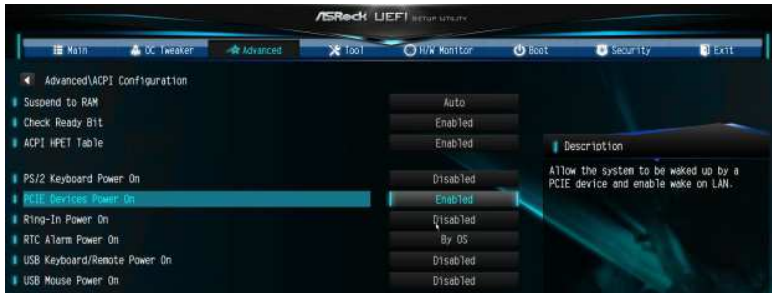 ASRock UEFI SETUP UTILITY
Main OC Tweaker Advanced Tool H/W Monitor Boot Security Exit
Advanced\ACPI Configuration
Suspend to RAM Auto
Check Ready Bit Enabled
ACPI HPET Table Enabled
Description
PS/2 Keyboard Power On Disabled
Allow the system to be waked up by a
PCIE device and enable wake on LAN.
PCIE Devices Power On Enabled
Ring-In Power On Disabled
RTC Alarm Power On By OS
USB Keyboard/Remote Power On Disabled
USB Mouse Power On Disabled